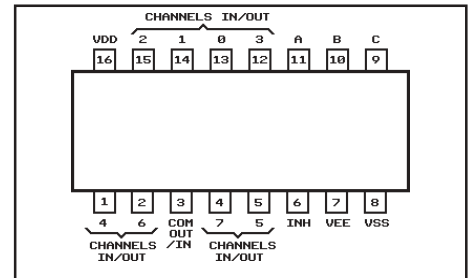 CHANNELS IN/OUT
VDD 2 1 0 3 A B C
16 15 14 13 12 11 10 9
1 2 3 4 5 6 7 8
4 6 COM 7 5 INH VEE VSS
OUT
CHANNELS /IN CHANNELS
IN/OUT IN/OUT